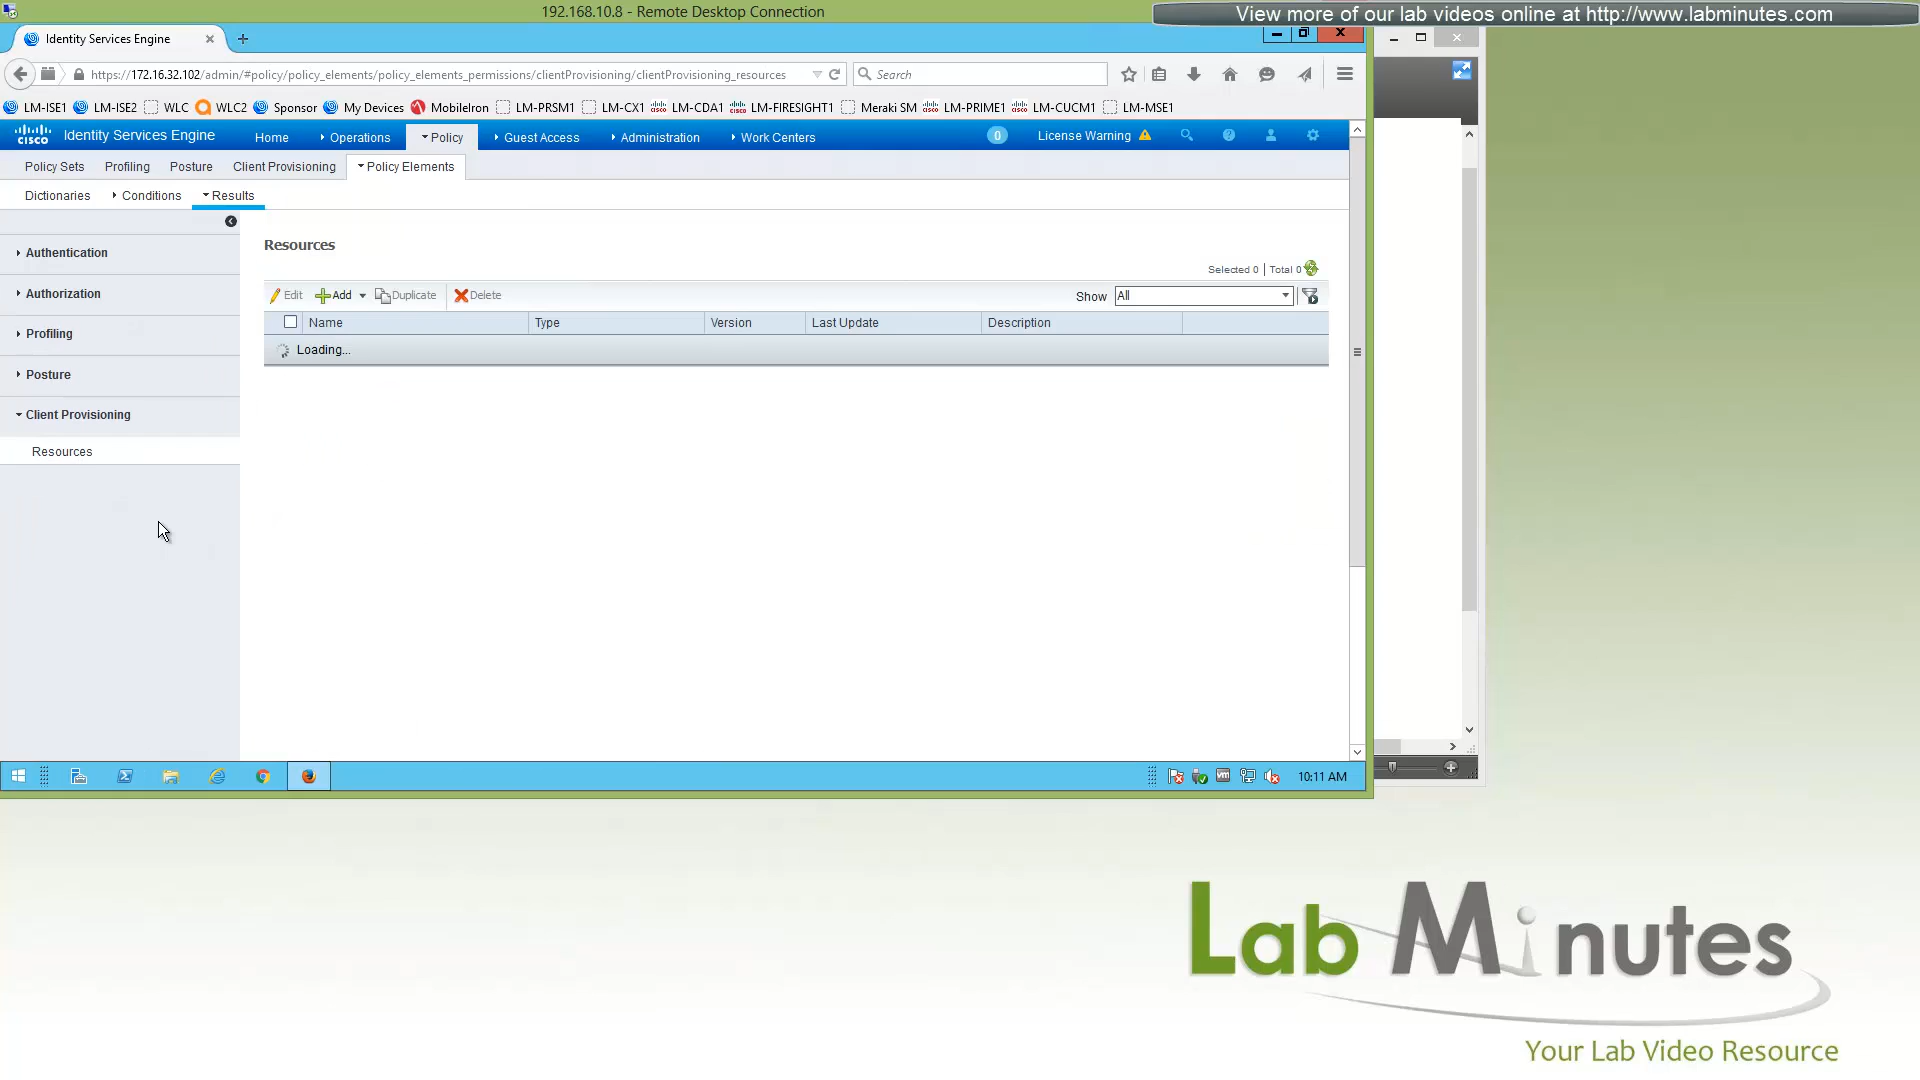 192.168.10.8 - Remote Desktop Connection
View more of our lab videos online at http://www.labminutes.com
Identity Services Engine
https://172.16.32.102/admin/#policy/policy_elements/policy_elements_permissions/clientProvisioning/clientProvisioning_resources
Search
LM-ISE1 LM-ISE2 WLC WLC2 Sponsor My Devices MobileIron LM-PRSM1 LM-CX1 LM-CDA1 LM-FIRESIGHT1 Meraki SM LM-PRIME1 LM-CUCM1 LM-MSE1
cisco Identity Services Engine Home Operations Policy Guest Access Administration Work Centers 0 License Warning
Policy Sets Profiling Posture Client Provisioning Policy Elements
Dictionaries Conditions Results
Authentication
Authorization
Profiling
Posture
Client Provisioning
Resources
Resources
Selected 0 | Total 0
Edit Add Duplicate Delete Show All
Name Type Version Last Update Description
Loading...
10:11 AM
Lab Minutes
Your Lab Video Resource